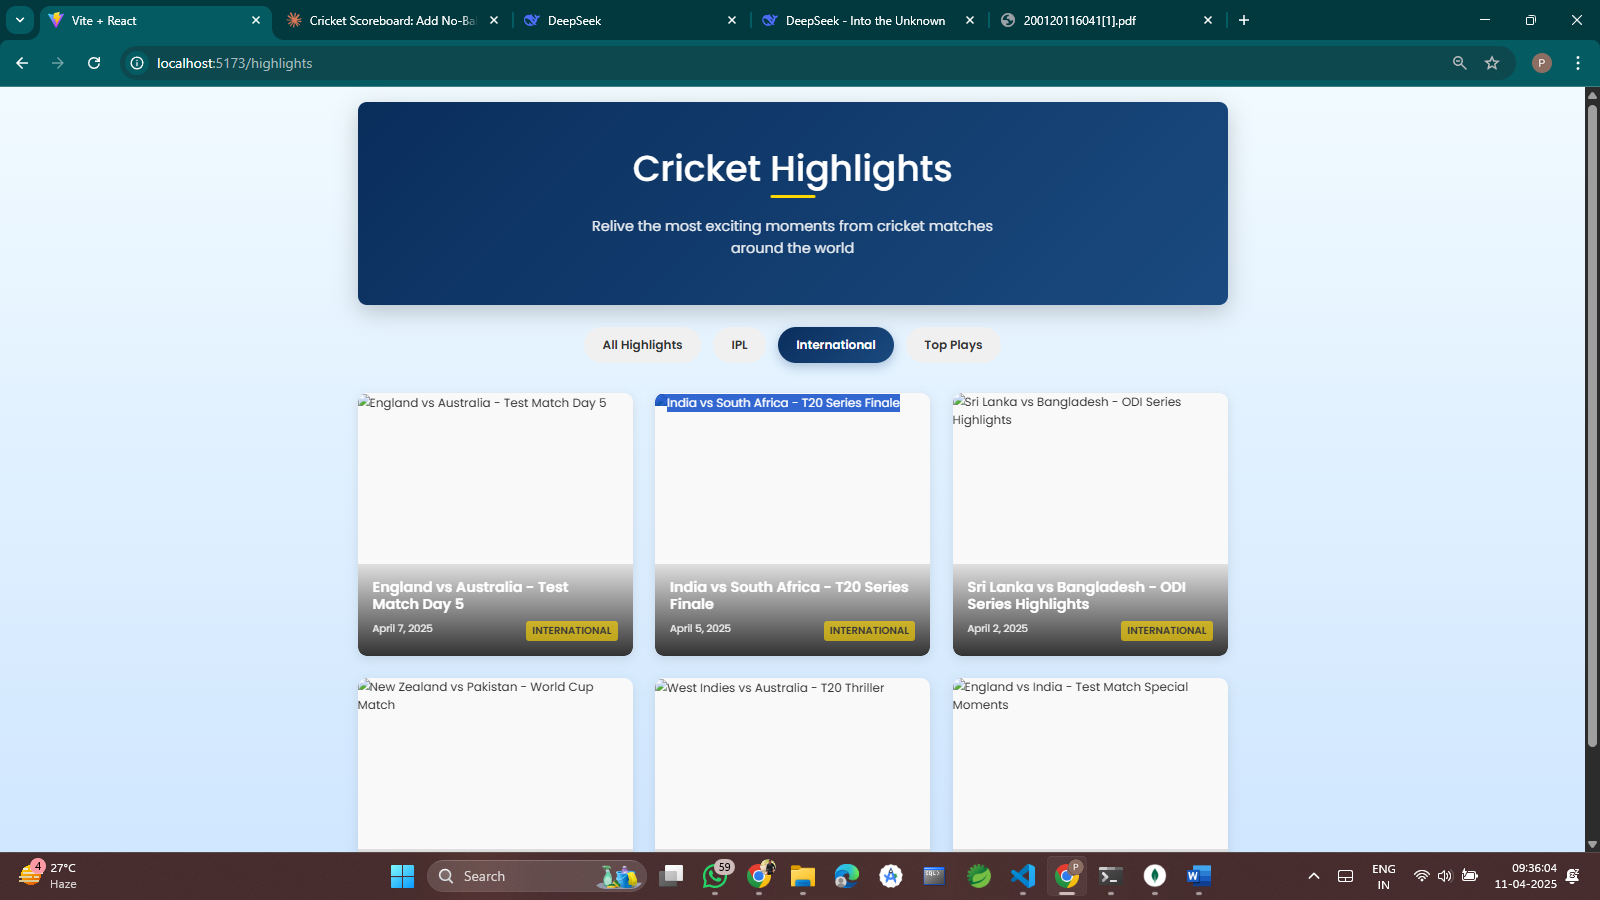 Vite + React
Cricket Scoreboard: Add No-Ba
DeepSeek
DeepSeek - Into the Unknown
200120116041[1].pdf
localhost:5173/highlights
P
Cricket Highlights
Relive the most exciting moments from cricket matches
around the world
All Highlights
IPL
International
Top Plays
England vs Australia - Test Match Day 5
India vs South Africa - T20 Series Finale
Sri Lanka vs Bangladesh - ODI Series
Highlights
England vs Australia - Test
Match Day 5
April 7, 2025
INTERNATIONAL
India vs South Africa - T20 Series
Finale
April 5, 2025
INTERNATIONAL
Sri Lanka vs Bangladesh - ODI
Series Highlights
April 2, 2025
INTERNATIONAL
New Zealand vs Pakistan - World Cup
Match
West Indies vs Australia - T20 Thriller
England vs India - Test Match Special
Moments
4
27°C
Haze
Search
59
SQL
P
W
ENG
IN
09:36:04
11-04-2025